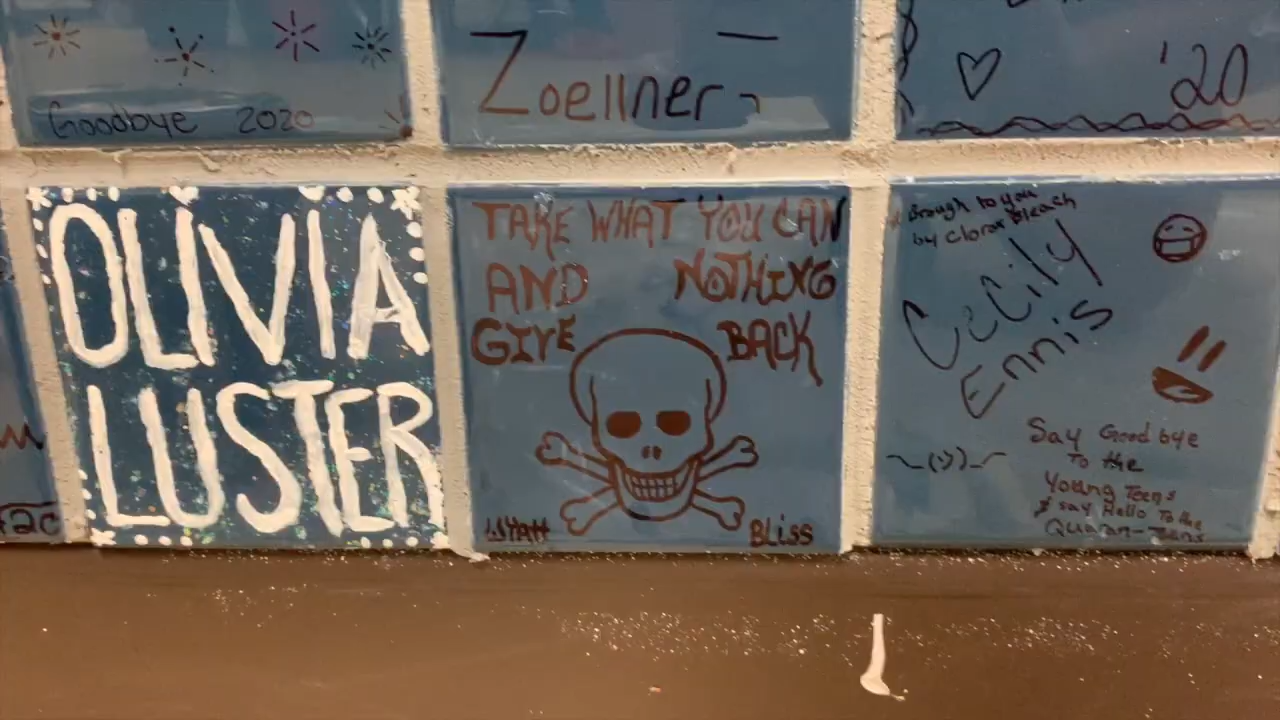 Goodbye 2020
Zoellner
'20
OLIVIA
LUSTER
TAKE WHAT YOU CAN
AND NOTHING
GIVE BACK
WYATT BLiSS
Brough to you
by Clorox Bleach
CeCily
Ennis
Say Goodbye
To the
Young Teens
& say Hello To the
Quaran-Teens